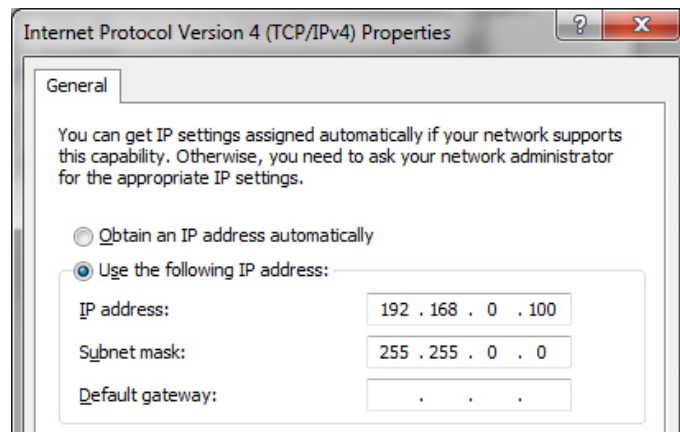 Internet Protocol Version 4 (TCP/IPv4) Properties
?
X
General
You can get IP settings assigned automatically if your network supports
this capability. Otherwise, you need to ask your network administrator
for the appropriate IP settings.
Obtain an IP address automatically
Use the following IP address:
IP address: 192 . 168 . 0 . 100
Subnet mask: 255 . 255 . 0 . 0
Default gateway: . . .